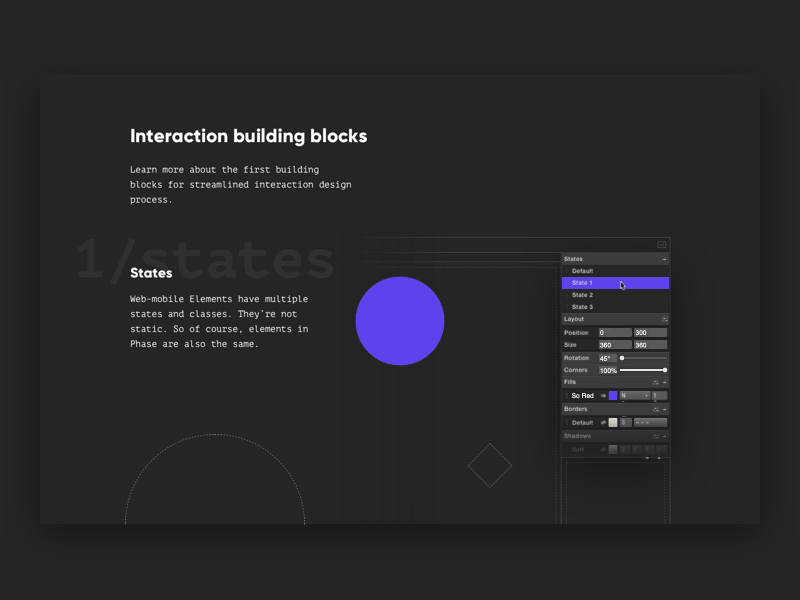 Interaction building blocks
Learn more about the first building
blocks for streamlined interaction design
process.
1/states
States
Web-mobile Elements have multiple
states and classes. They're not
static. So of course, elements in
Phase are also the same.
States
Default
State 1
State 2
State 3
Layout
Position 0 300
Size 360 360
Rotation 45°
Corners 100%
Fills
So Red N
Borders
Default
Shadows